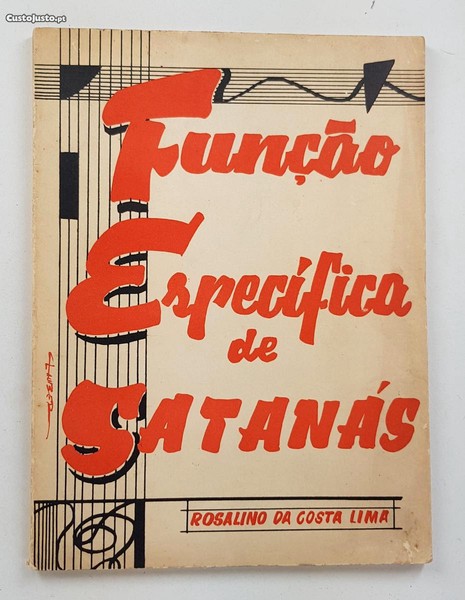 CustoJusto.pt
Função
Específica
de
SATANÁS
ROSALINO DA COSTA LIMA